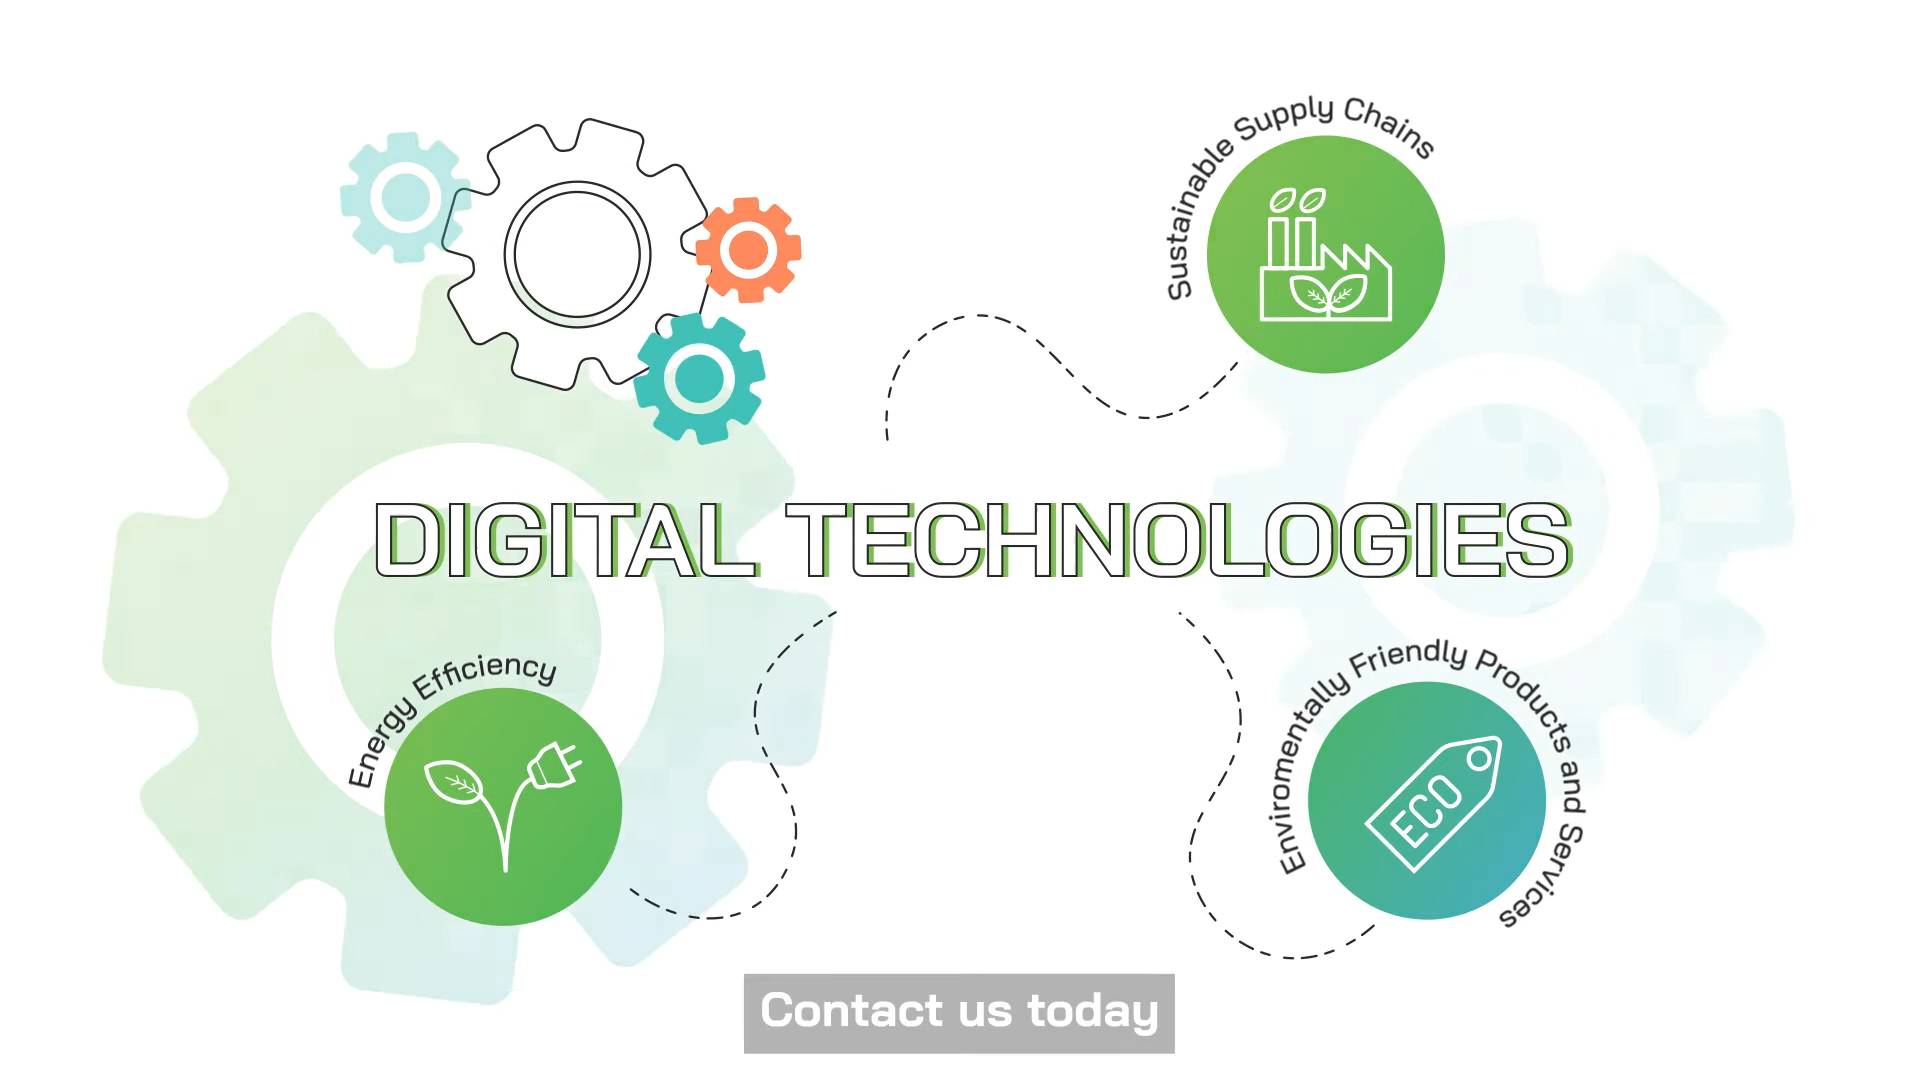 Sustainable Supply Chains
DIGITAL TECHNOLOGIES
Energy Efficiency
Enviromentally Friendly Products and Services
ECO
Contact us today